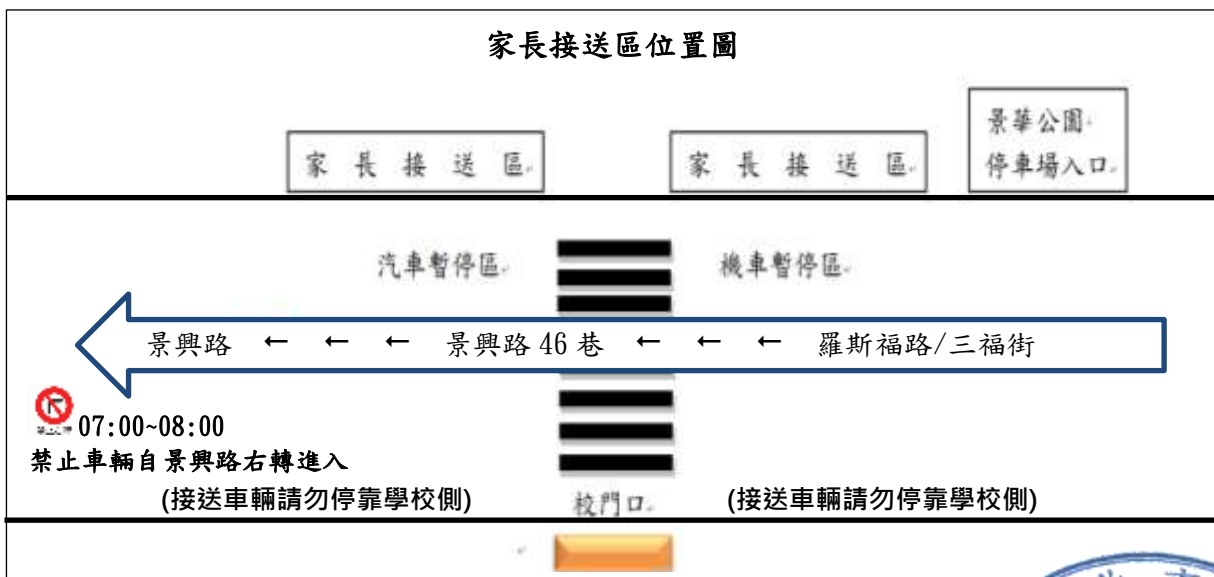 家長接送區位置圖
景華公園
停車場入口
家長接送區
家長接送區
汽車暫停區
機車暫停區
景興路 ← ← ← 景興路 46 巷 ← ← ← 羅斯福路/三福街
07:00~08:00
禁止車輛自景興路右轉進入
(接送車輛請勿停靠學校側)
校門口
(接送車輛請勿停靠學校側)